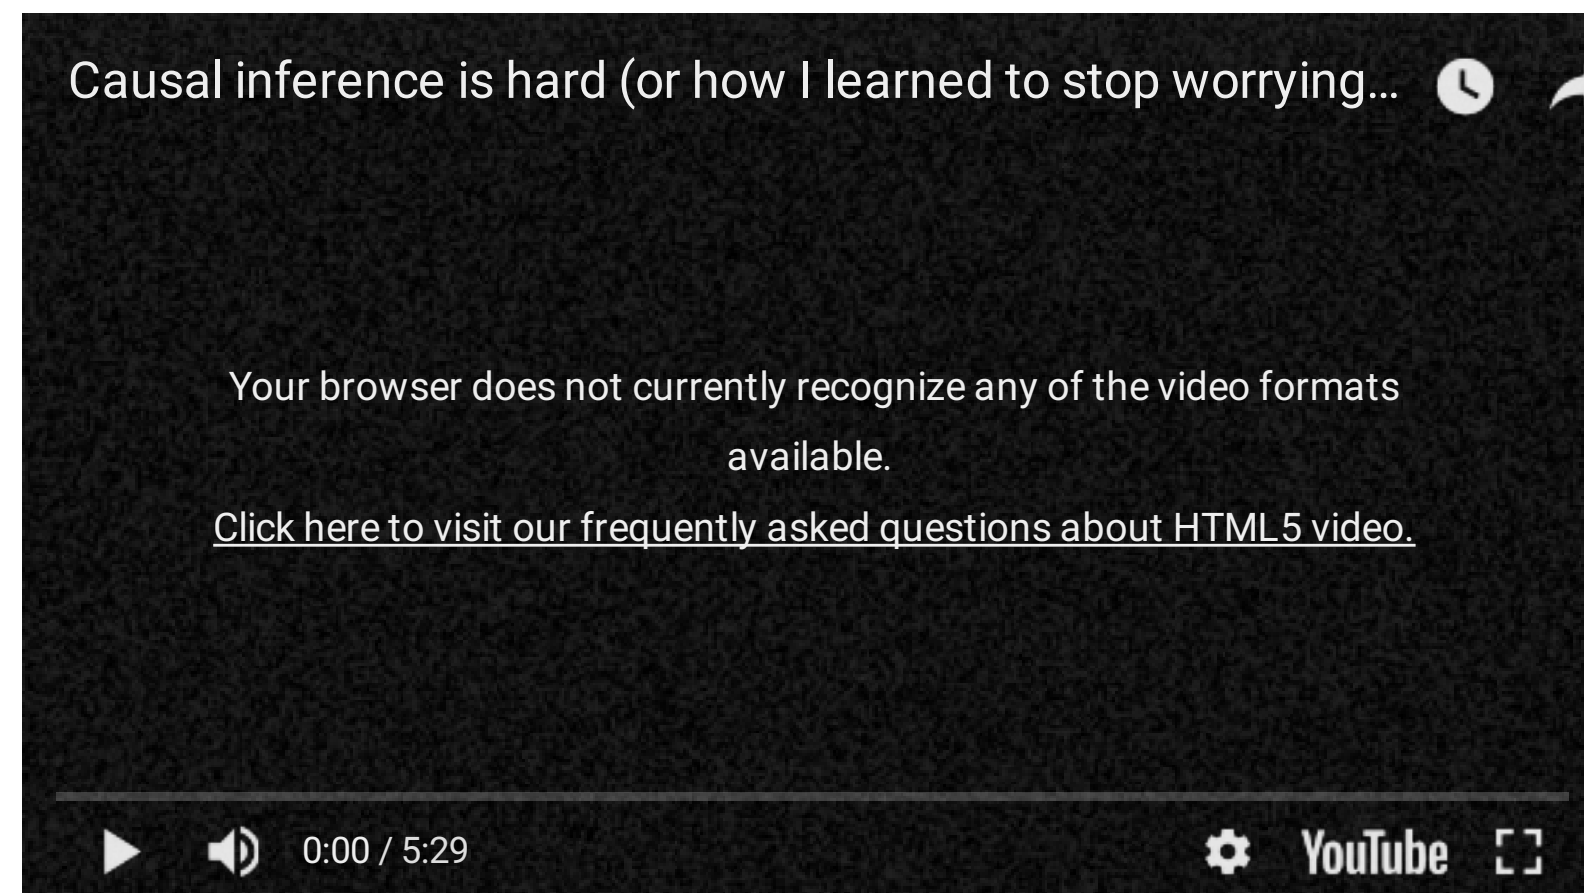 Causal inference is hard (or how I learned to stop worrying...
Your browser does not currently recognize any of the video formats
available.
Click here to visit our frequently asked questions about HTML5 video.
0:00 / 5:29
YouTube